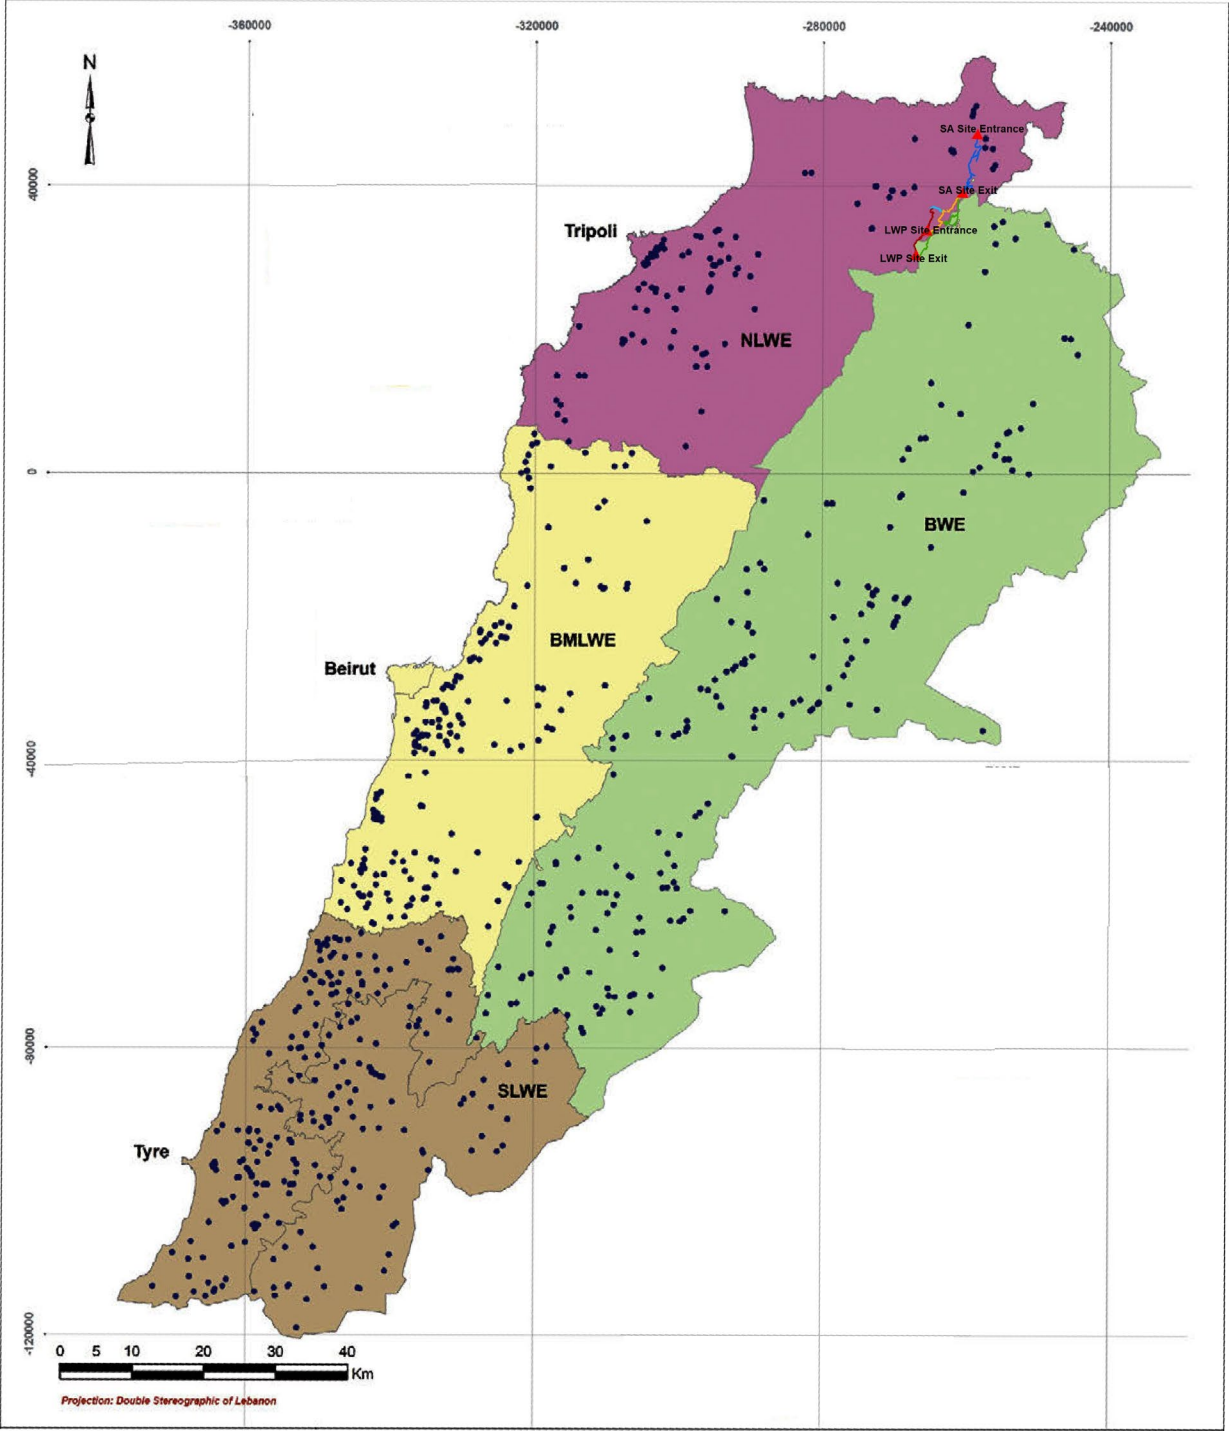 -360000 -320000 -280000 -240000
N
SA Site Entrance
40000
SA Site Exit
Tripoli
LWP Site Entrance
LWP Site Exit
NLWE
0
BWE
BMLWE
Beirut
-40000
-80000
SLWE
Tyre
-120000
0 5 10 20 30 40
Km
Projection: Double Stereographic of Lebanon